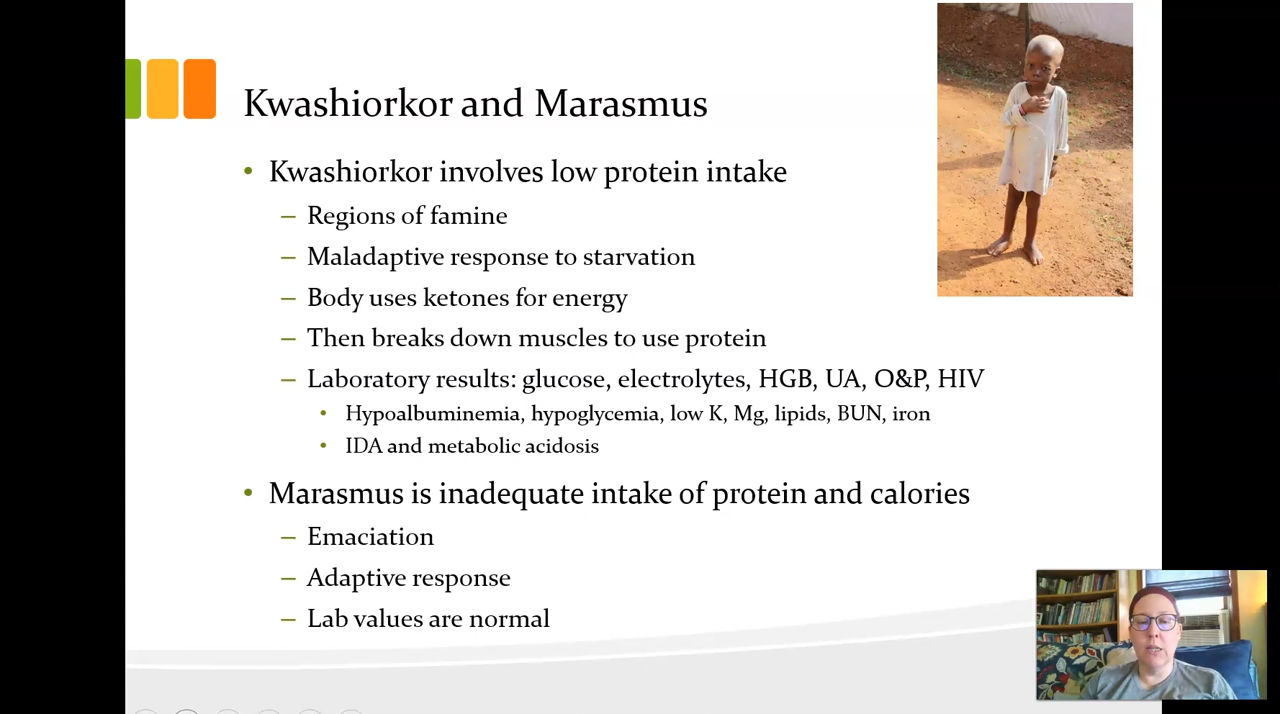 Kwashiorkor and Marasmus
• Kwashiorkor involves low protein intake
– Regions of famine
– Maladaptive response to starvation
– Body uses ketones for energy
– Then breaks down muscles to use protein
– Laboratory results: glucose, electrolytes, HGB, UA, O&P, HIV
• Hypoalbuminemia, hypoglycemia, low K, Mg, lipids, BUN, iron
• IDA and metabolic acidosis
• Marasmus is inadequate intake of protein and calories
– Emaciation
– Adaptive response
– Lab values are normal